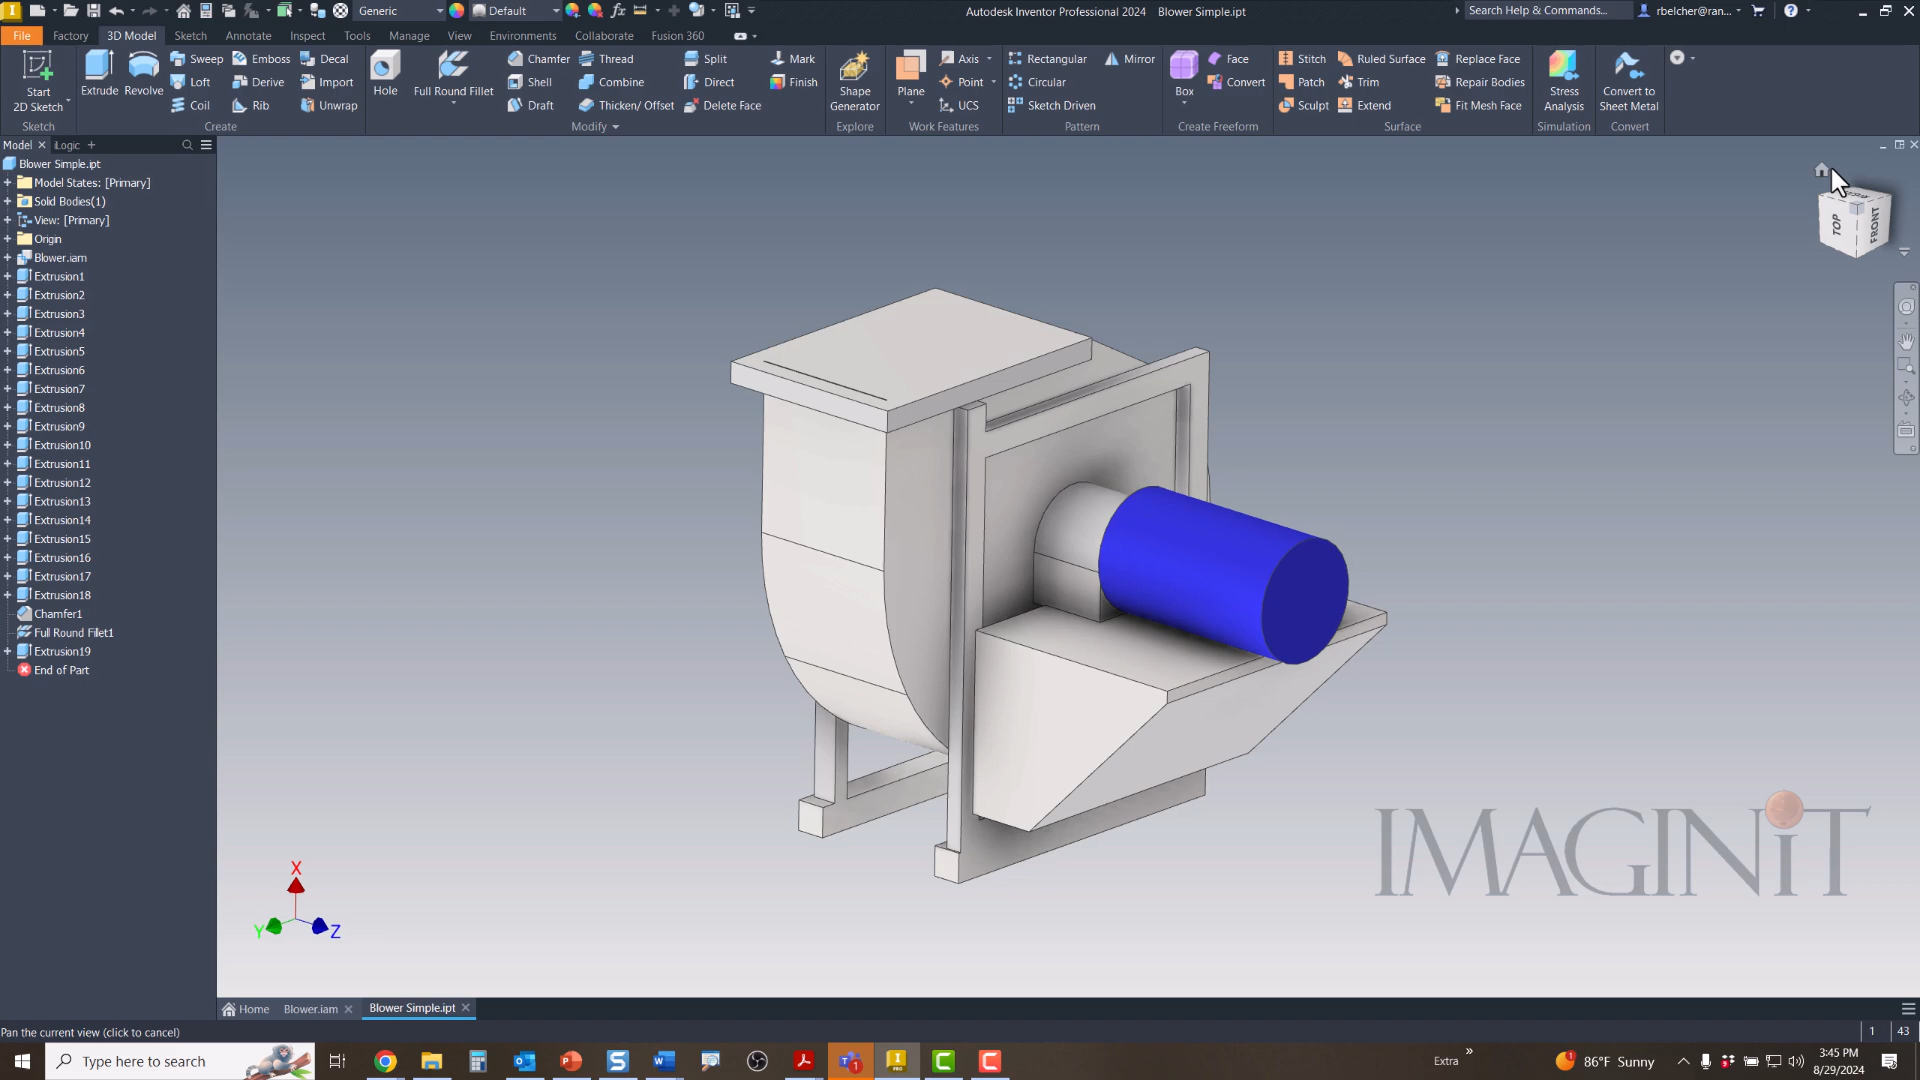 Generic
Default
Autodesk Inventor Professional 2024 Blower Simple.ipt
Search Help & Commands...
rbelcher@ran...
File Factory 3D Model Sketch Annotate Inspect Tools Manage View Environments Collaborate Fusion 360
Start
2D Sketch
Sketch
Extrude
Revolve
Sweep
Loft
Coil
Emboss
Derive
Rib
Decal
Import
Unwrap
Create
Hole
Full Round Fillet
Chamfer
Shell
Draft
Thread
Combine
Thicken/ Offset
Split
Direct
Delete Face
Mark
Finish
Modify
Shape
Generator
Explore
Plane
Axis
Point
UCS
Work Features
Rectangular
Circular
Sketch Driven
Mirror
Pattern
Box
Face
Convert
Create Freeform
Stitch
Patch
Sculpt
Ruled Surface
Trim
Extend
Replace Face
Repair Bodies
Fit Mesh Face
Surface
Stress
Analysis
Simulation
Convert to
Sheet Metal
Convert
Model iLogic +
Blower Simple.ipt
Model States: [Primary]
Solid Bodies(1)
View: [Primary]
Origin
Blower.iam
Extrusion1
Extrusion2
Extrusion3
Extrusion4
Extrusion5
Extrusion6
Extrusion7
Extrusion8
Extrusion9
Extrusion10
Extrusion11
Extrusion12
Extrusion13
Extrusion14
Extrusion15
Extrusion16
Extrusion17
Extrusion18
Chamfer1
Full Round Fillet1
Extrusion19
End of Part
TOP
FRONT
X
Y
Z
IMAGINiT
Home Blower.iam Blower Simple.ipt
Pan the current view (click to cancel)
1 43
Type here to search
Extra
86°F Sunny
3:45 PM
8/29/2024